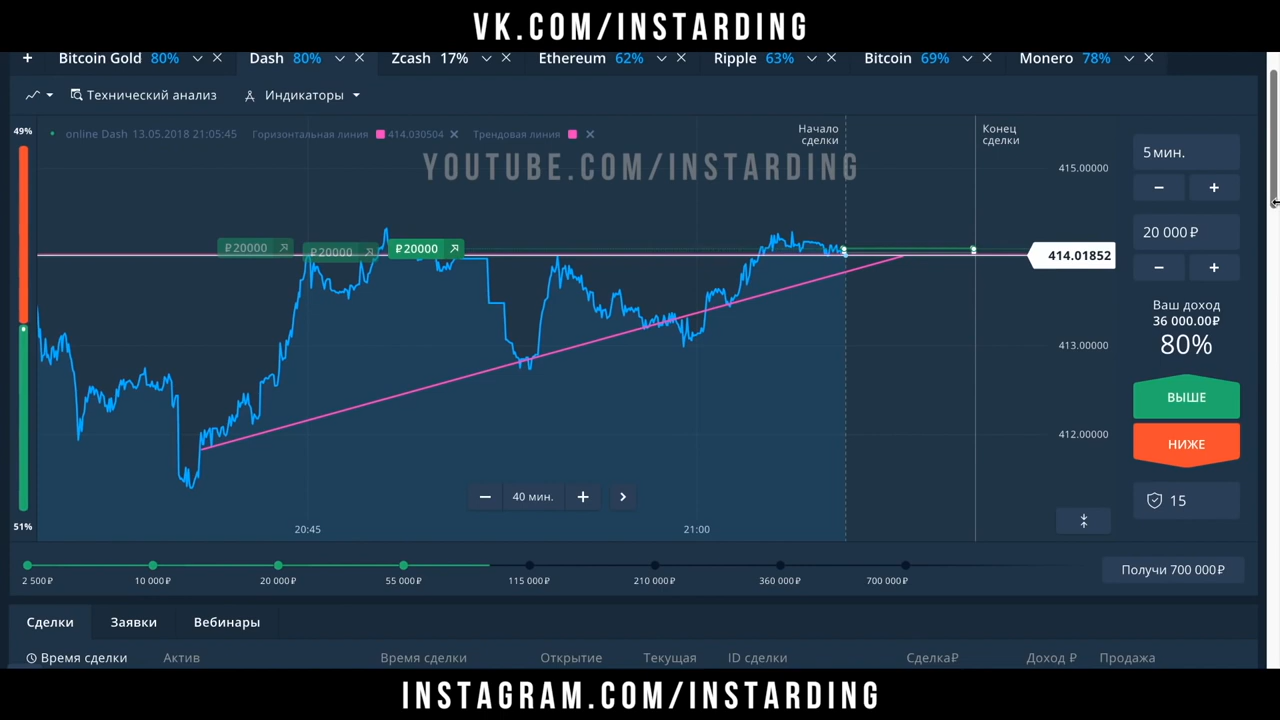 VK.COM/INSTARDING
+ Bitcoin Gold 80% Dash 80% Zcash 17% Ethereum 62% Ripple 63% Bitcoin 69% Monero 78%
Технический анализ Индикаторы
49%
online Dash 13.05.2018 21:05:45 Горизонтальная линия 414.030504 Трендовая линия
Начало сделки
Конец сделки
YOUTUBE.COM/INSTARDING
415.00000
₽20000 ₽20000 ₽20000
414.01852
413.00000
412.00000
5 мин.
− +
20 000 ₽
− +
Ваш доход
36 000.00₽
80%
ВЫШЕ
НИЖЕ
15
− 40 мин. +
51%
20:45 21:00
2 500₽ 10 000₽ 20 000₽ 55 000₽ 115 000₽ 210 000₽ 360 000₽ 700 000₽
Получи 700 000₽
Сделки Заявки Вебинары
Время сделки Актив Время сделки Открытие Текущая ID сделки Сделка₽ Доход ₽ Продажа
INSTAGRAM.COM/INSTARDING